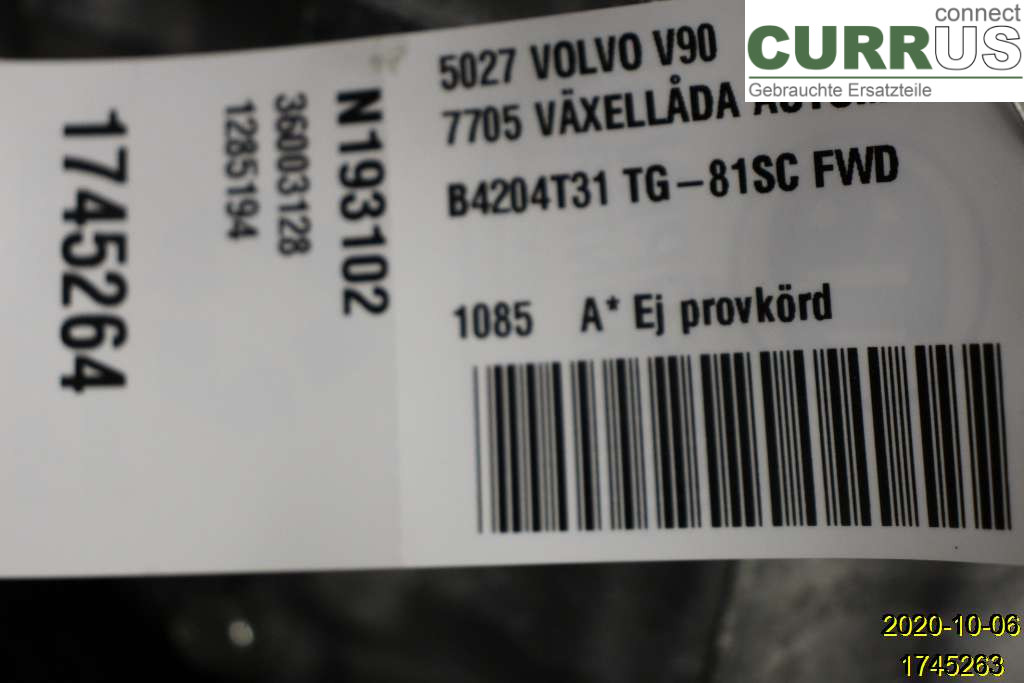 connect
CURRUS
Gebrauchte Ersatzteile
5027 VOLVO V90
7705 VÄXELLÅDA
B4204T31 TG-81SC FWD
1085 A* Ej provkörd
N193102
36003128
1285194
1745264
2020-10-06
1745263